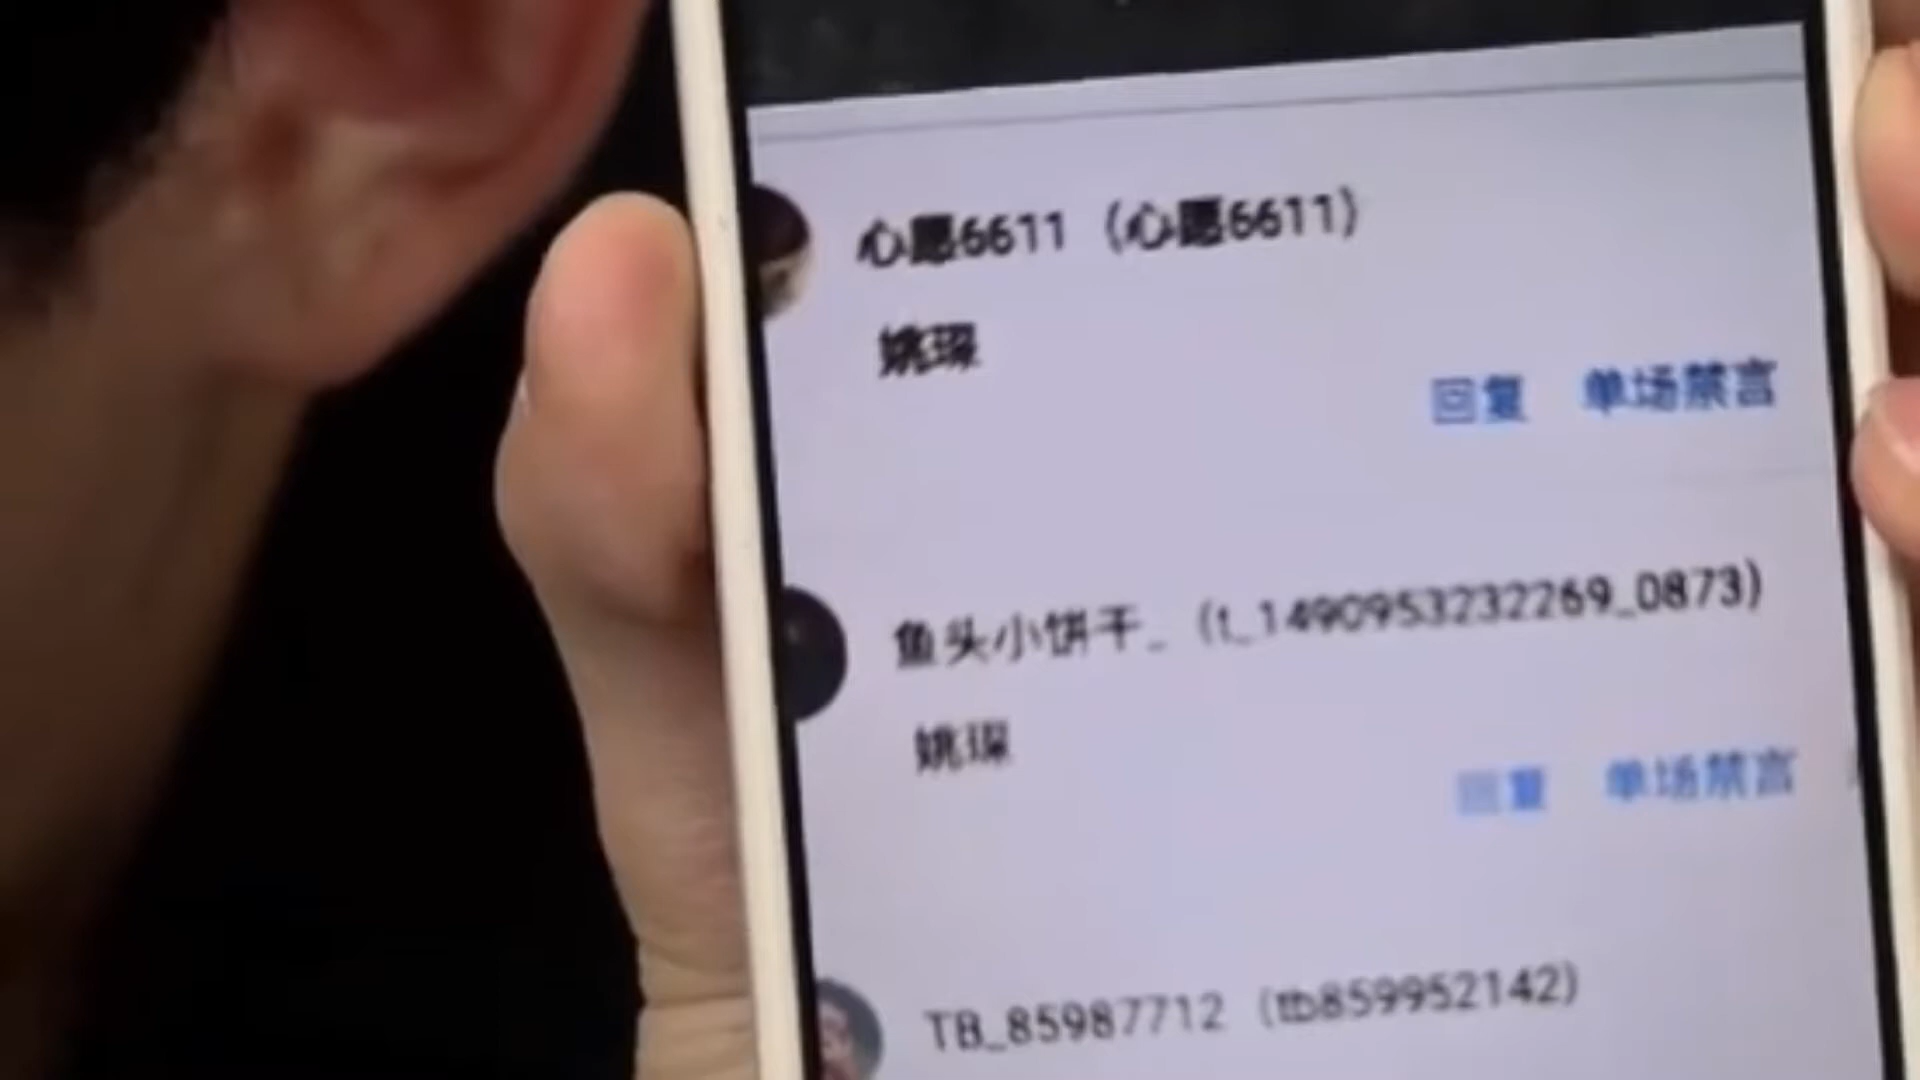 心愿6611（心愿6611）
姚琛
回复 单场禁言
鱼头小饼干_（t_1490953232269_0873）
姚琛
回复 单场禁言
TB_85987712（tb859952142）